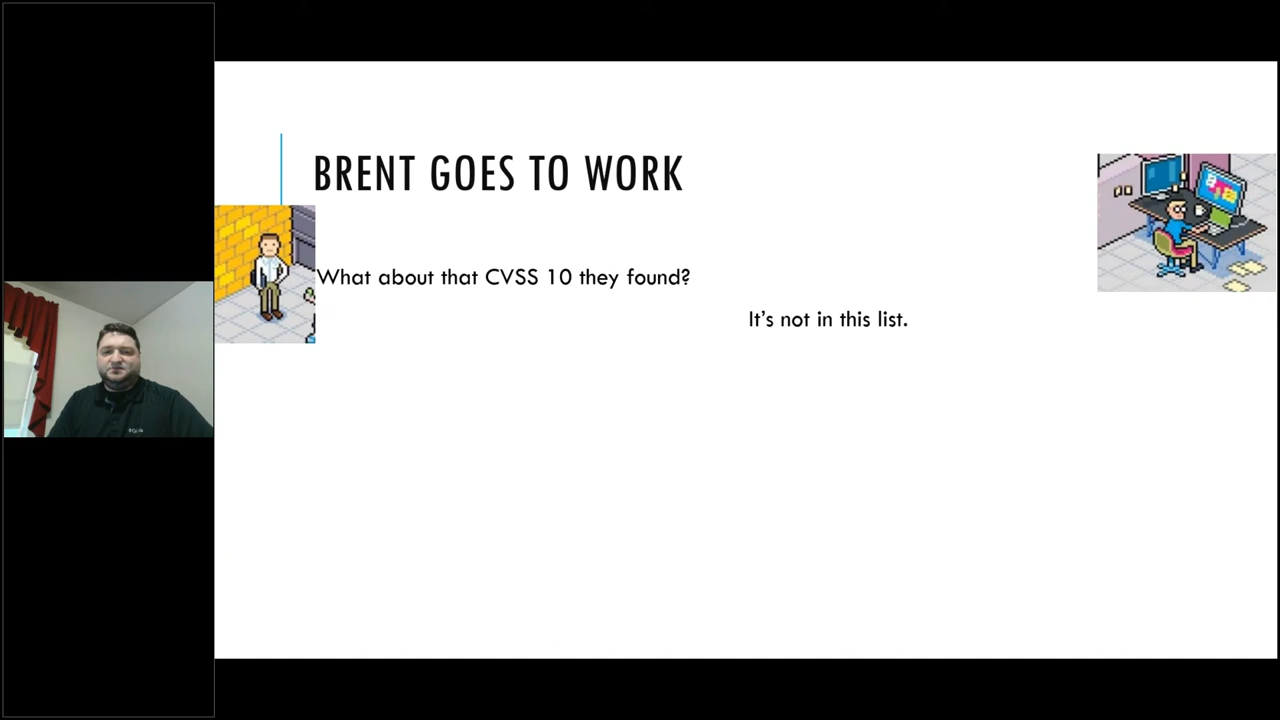 BRENT GOES TO WORK
What about that CVSS 10 they found?
It's not in this list.